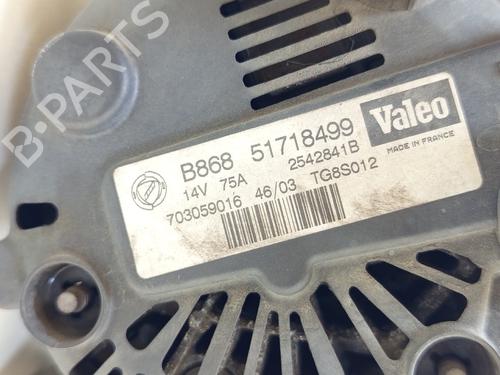 B-PARTS
B868 51718499
14V 75A 2542841B
703059016 46/03 TG8S012
Valeo
MADE IN FRANCE